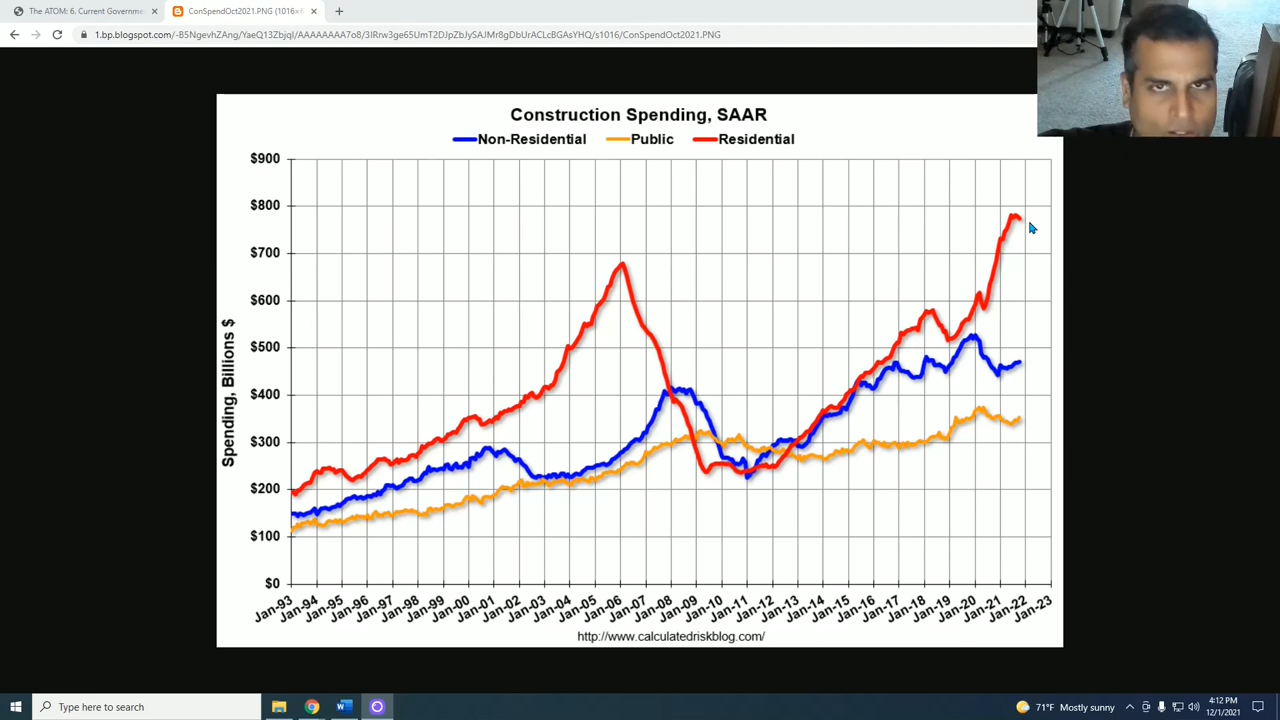 The ATOM: 6. Current Governme
ConSpendOct2021.PNG (1016×
1.bp.blogspot.com/-B5NgevhZAng/YaeQ13Zbjql/AAAAAAAA7o8/3lRrw3ge65UmT2DJpZbJySAJMr8gDbUrACLcBGAsYHQ/s1016/ConSpendOct2021.PNG
Construction Spending, SAAR
Non-Residential Public Residential
$900
$800
$700
$600
$500
$400
$300
$200
$100
$0
Spending, Billions $
Jan-93 Jan-94 Jan-95 Jan-96 Jan-97 Jan-98 Jan-99 Jan-00 Jan-01 Jan-02 Jan-03 Jan-04 Jan-05 Jan-06 Jan-07 Jan-08 Jan-09 Jan-10 Jan-11 Jan-12 Jan-13 Jan-14 Jan-15 Jan-16 Jan-17 Jan-18 Jan-19 Jan-20 Jan-21 Jan-22 Jan-23
http://www.calculatedriskblog.com/
Type here to search
71°F Mostly sunny
4:12 PM
12/1/2021